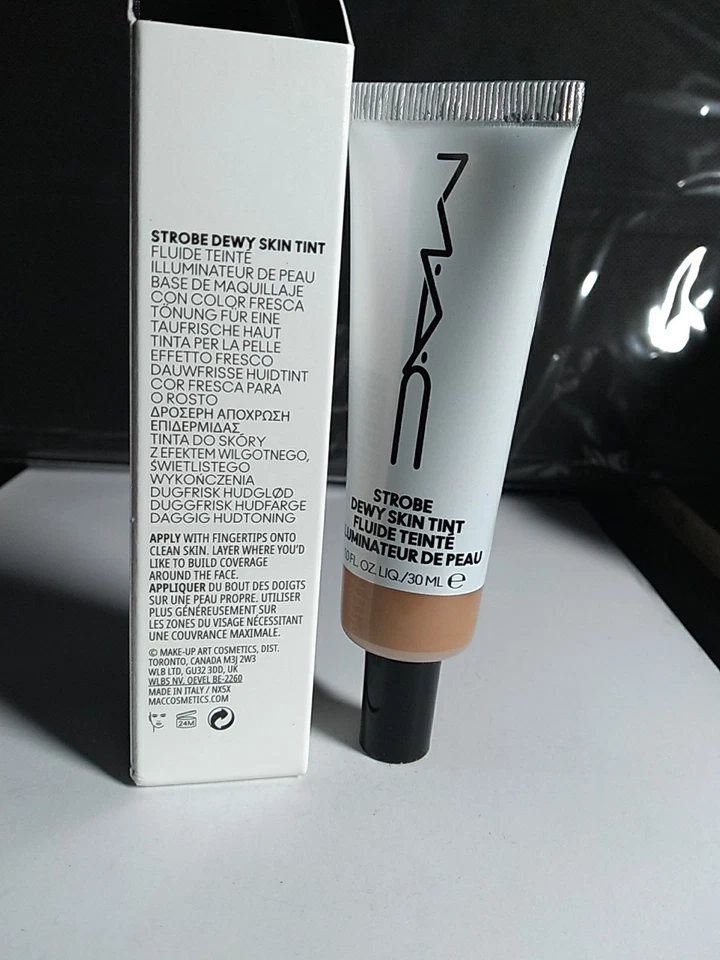 STROBE DEWY SKIN TINT
FLUIDE TEINTÉ
ILLUMINATEUR DE PEAU
BASE DE MAQUILLAJE
CON COLOR FRESCA
TÖNUNG FÜR EINE
TAUFRISCHE HAUT
TINTA PER LA PELLE
EFFETTO FRESCO
DAUWFRISSE HUIDTINT
COR FRESCA PARA
O ROSTO
ΔΡΟΣΕΡΗ ΑΠΟΧΡΩΣΗ
ΕΠΙΔΕΡΜΙΔΑΣ
TINTA DO SKÓRY
Z EFEKTEM WILGOTNEGO,
ŚWIETLISTEGO
WYKOŃCZENIA
DUGFRISK HUDGLØD
DUGGFRISK HUDFARGE
DAGGIG HUDTONING
APPLY WITH FINGERTIPS ONTO
CLEAN SKIN. LAYER WHERE YOU'D
LIKE TO BUILD COVERAGE
AROUND THE FACE.
APPLIQUER DU BOUT DES DOIGTS
SUR UNE PEAU PROPRE. UTILISER
PLUS GÉNÉREUSEMENT SUR
LES ZONES DU VISAGE NÉCESSITANT
UNE COUVRANCE MAXIMALE.
© MAKE-UP ART COSMETICS, DIST.
TORONTO, CANADA M3J 2W3
WLB LTD, GU32 3DD, UK
WLBS NV, OEVEL BE-2260
MADE IN ITALY / NX5X
MACCOSMETICS.COM
24M
MAC
STROBE
DEWY SKIN TINT
FLUIDE TEINTÉ
LUMINATEUR DE PEAU
.0 FL. OZ. LIQ./30 ML e